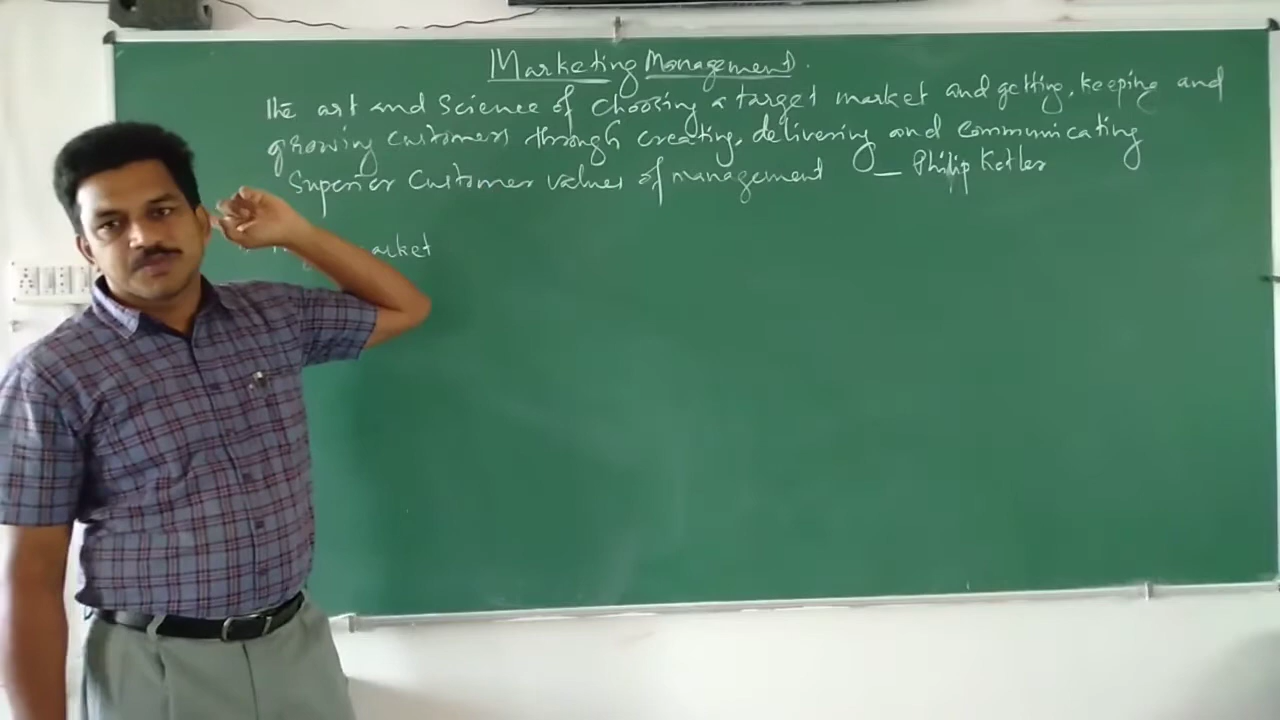 Marketing Management.
The art and Science of choosing a target market and getting, keeping and
growing customers through creating, delivering and communicating
Superior Customer values of management _ Philip Kotler
market